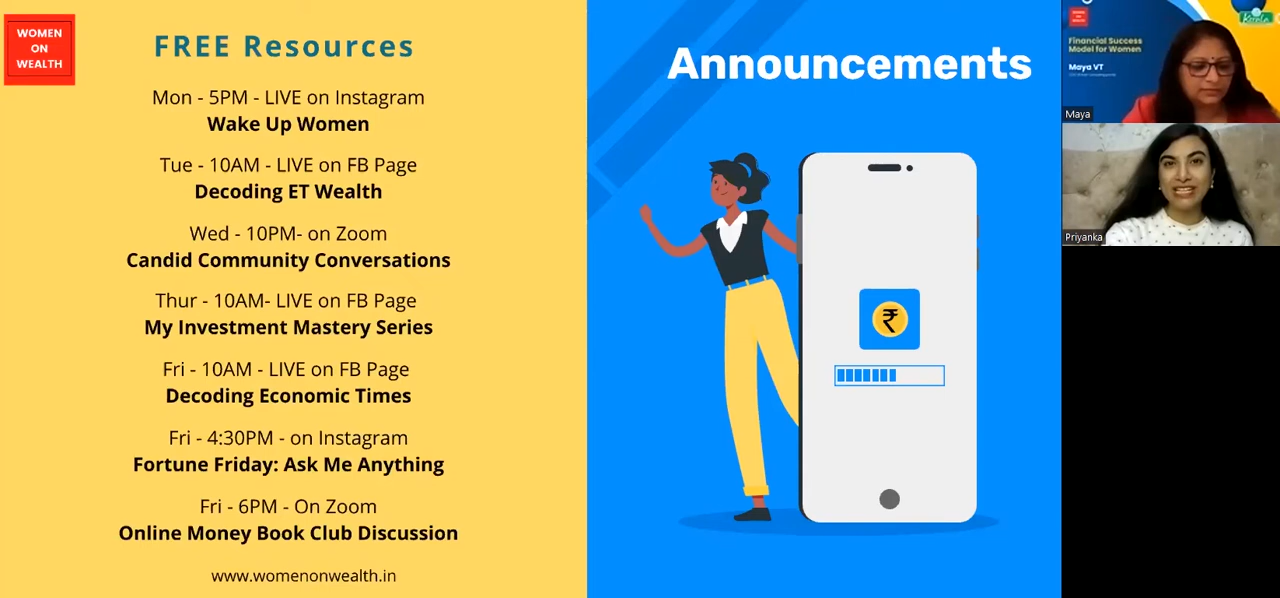 WOMEN
ON
WEALTH
FREE Resources
Mon - 5PM - LIVE on Instagram
Wake Up Women
Tue - 10AM - LIVE on FB Page
Decoding ET Wealth
Wed - 10PM- on Zoom
Candid Community Conversations
Thur - 10AM- LIVE on FB Page
My Investment Mastery Series
Fri - 10AM - LIVE on FB Page
Decoding Economic Times
Fri - 4:30PM - on Instagram
Fortune Friday: Ask Me Anything
Fri - 6PM - On Zoom
Online Money Book Club Discussion
www.womenonwealth.in
Announcements
₹
Financial Success
Model for Women
Maya VT
Maya
Priyanka